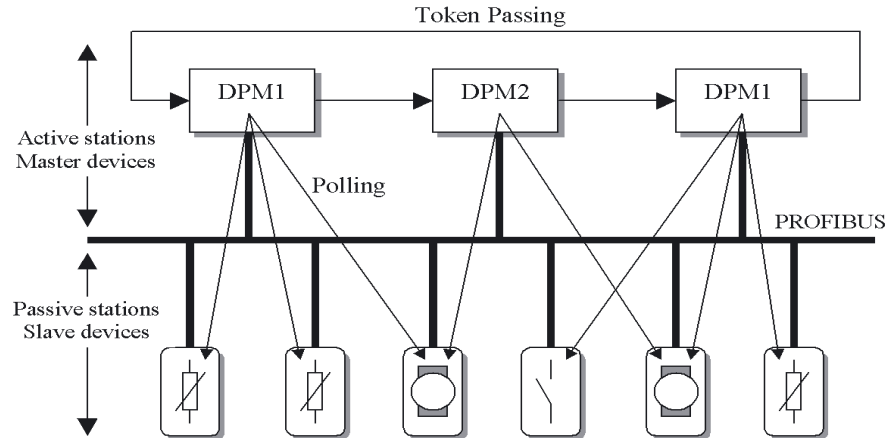 Token Passing
DPM1
DPM2
DPM1
Active stations
Master devices
Polling
PROFIBUS
Passive stations
Slave devices